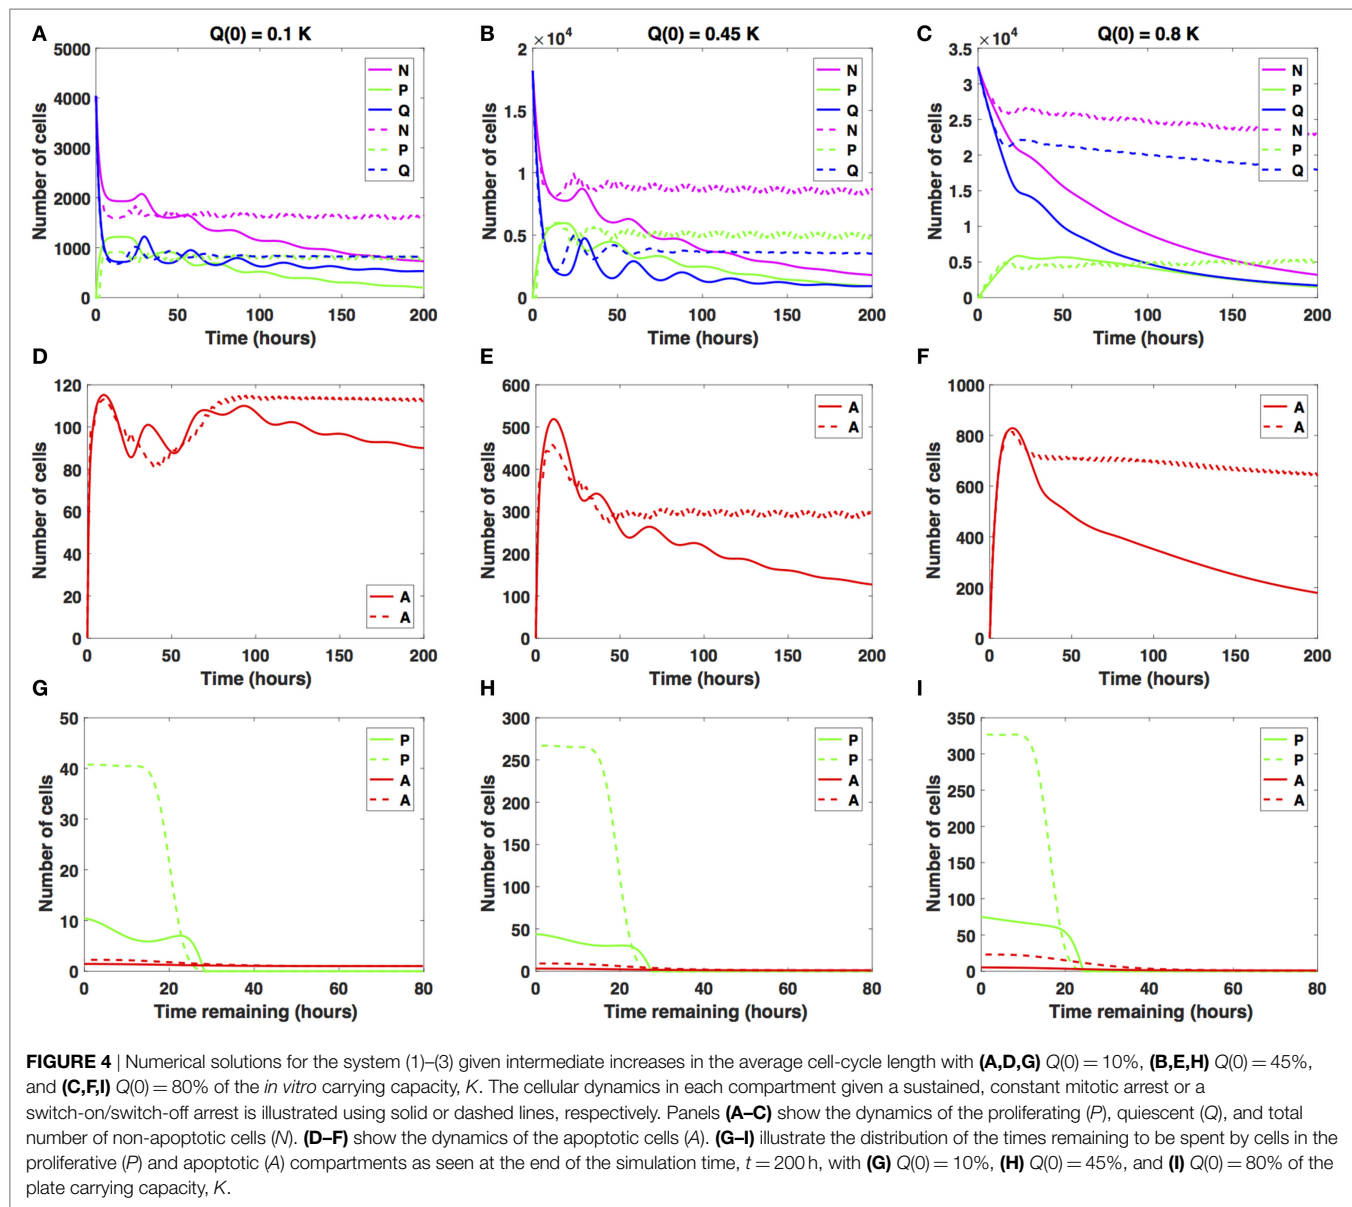 A
Q(0) = 0.1 K
5000
4000
3000
2000
1000
0
0 50 100 150 200
Number of cells
Time (hours)
N
P
Q
N
P
Q
B
Q(0) = 0.45 K
×10⁴
2
1.5
1
0.5
0
0 50 100 150 200
Number of cells
Time (hours)
N
P
Q
N
P
Q
C
Q(0) = 0.8 K
×10⁴
3.5
3
2.5
2
1.5
1
0.5
0
0 50 100 150 200
Number of cells
Time (hours)
N
P
Q
N
P
Q
D
120
100
80
60
40
20
0
0 50 100 150 200
Number of cells
Time (hours)
A
A
E
600
500
400
300
200
100
0
0 50 100 150 200
Number of cells
Time (hours)
A
A
F
1000
800
600
400
200
0
0 50 100 150 200
Number of cells
Time (hours)
A
A
G
50
40
30
20
10
0
0 20 40 60 80
Number of cells
Time remaining (hours)
P
P
A
A
H
300
250
200
150
100
50
0
0 20 40 60 80
Number of cells
Time remaining (hours)
P
P
A
A
I
350
300
250
200
150
100
50
0
0 20 40 60 80
Number of cells
Time remaining (hours)
P
P
A
A
FIGURE 4 | Numerical solutions for the system (1)–(3) given intermediate increases in the average cell-cycle length with (A,D,G) Q(0) = 10%, (B,E,H) Q(0) = 45%,
and (C,F,I) Q(0) = 80% of the in vitro carrying capacity, K. The cellular dynamics in each compartment given a sustained, constant mitotic arrest or a
switch-on/switch-off arrest is illustrated using solid or dashed lines, respectively. Panels (A–C) show the dynamics of the proliferating (P), quiescent (Q), and total
number of non-apoptotic cells (N). (D–F) show the dynamics of the apoptotic cells (A). (G–I) illustrate the distribution of the times remaining to be spent by cells in the
proliferative (P) and apoptotic (A) compartments as seen at the end of the simulation time, t = 200 h, with (G) Q(0) = 10%, (H) Q(0) = 45%, and (I) Q(0) = 80% of the
plate carrying capacity, K.